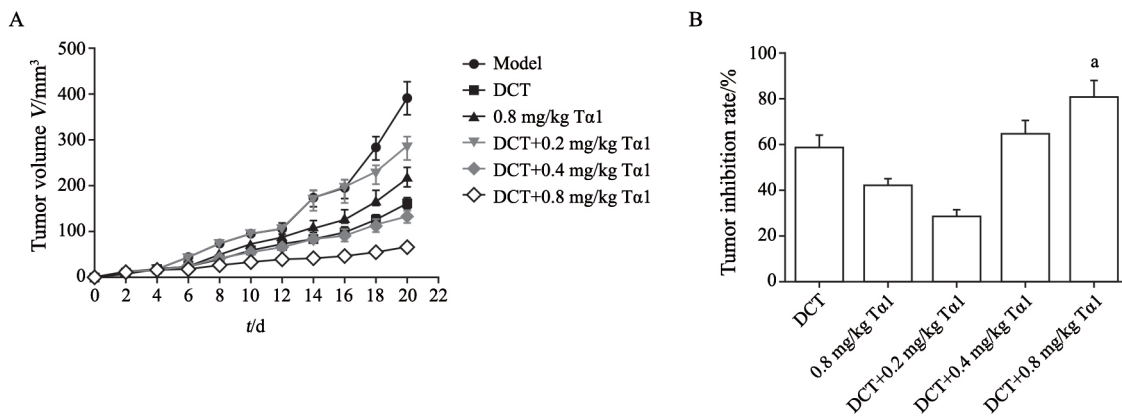 A
Tumor volume V/mm³
500
400
300
200
100
0
0 2 4 6 8 10 12 14 16 18 20 22
t/d
Model
DCT
0.8 mg/kg Tα1
DCT+0.2 mg/kg Tα1
DCT+0.4 mg/kg Tα1
DCT+0.8 mg/kg Tα1
B
Tumor inhibition rate/%
100
80
60
40
20
0
a
DCT
0.8 mg/kg Tα1
DCT+0.2 mg/kg Tα1
DCT+0.4 mg/kg Tα1
DCT+0.8 mg/kg Tα1